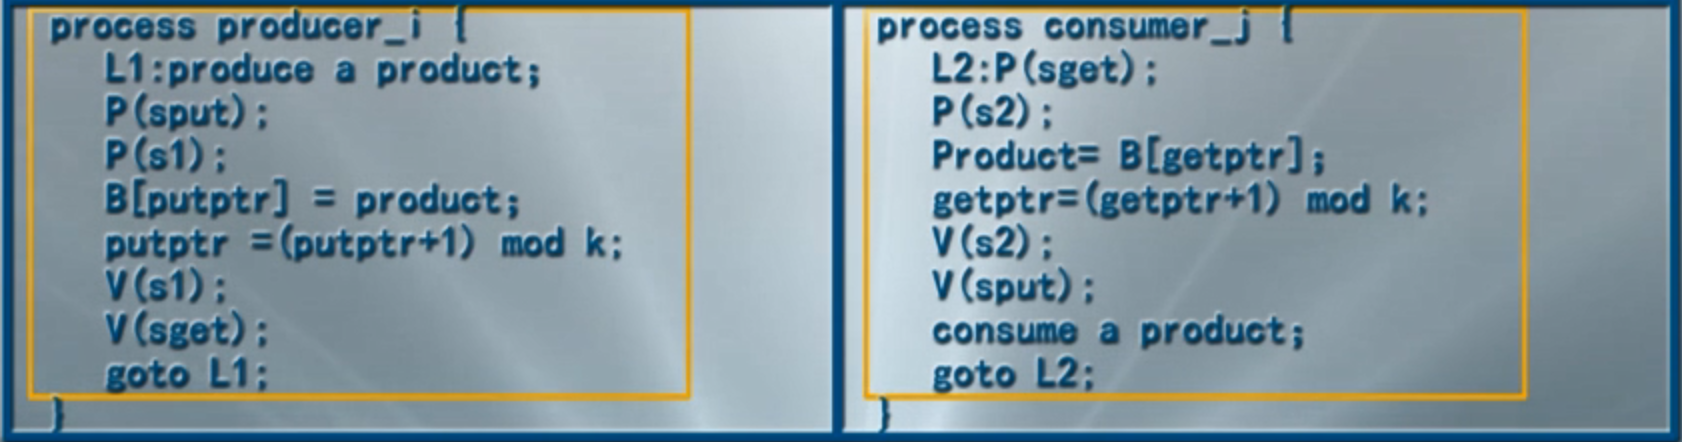 process producer_i {
L1:produce a product;
P(sput);
P(s1);
B[putptr] = product;
putptr =(putptr+1) mod k;
V(s1);
V(sget);
goto L1;
}
process consumer_j {
L2:P(sget);
P(s2);
Product= B[getptr];
getptr=(getptr+1) mod k;
V(s2);
V(sput);
consume a product;
goto L2;
}